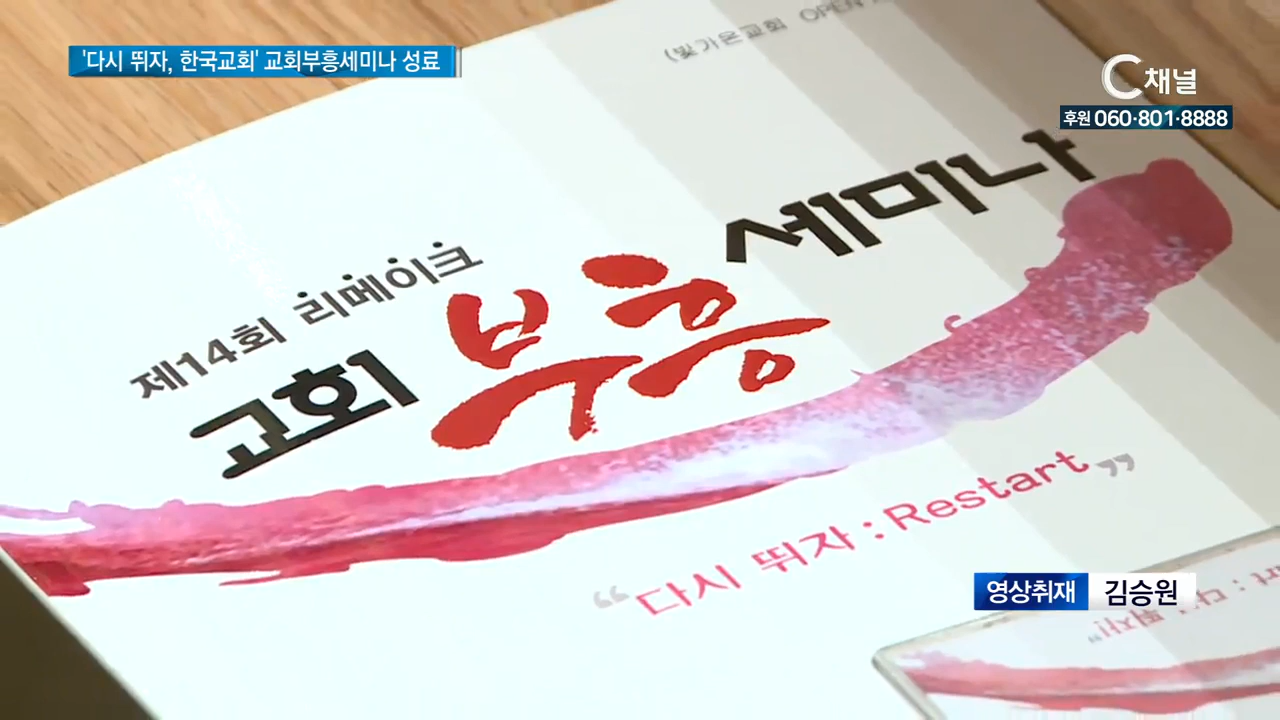 '다시 뛰자, 한국교회' 교회부흥세미나 성료
C채널
후원 060·801·8888
(빛가온교회 OPEN
제14회 리메이크
교회 부흥 세미나
“다시 뛰자 : Restart”
영상취재 김승원